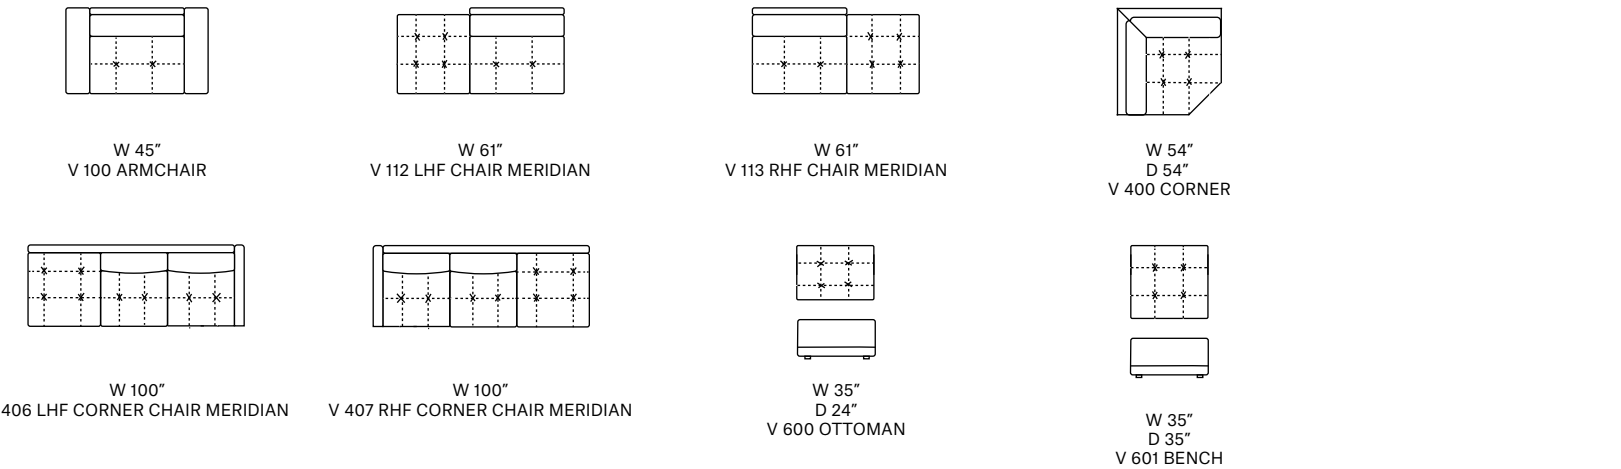 W 45″
V 100 ARMCHAIR
W 61″
V 112 LHF CHAIR MERIDIAN
W 61″
V 113 RHF CHAIR MERIDIAN
W 54″
D 54″
V 400 CORNER
W 100″
406 LHF CORNER CHAIR MERIDIAN
W 100″
V 407 RHF CORNER CHAIR MERIDIAN
W 35″
D 24″
V 600 OTTOMAN
W 35″
D 35″
V 601 BENCH